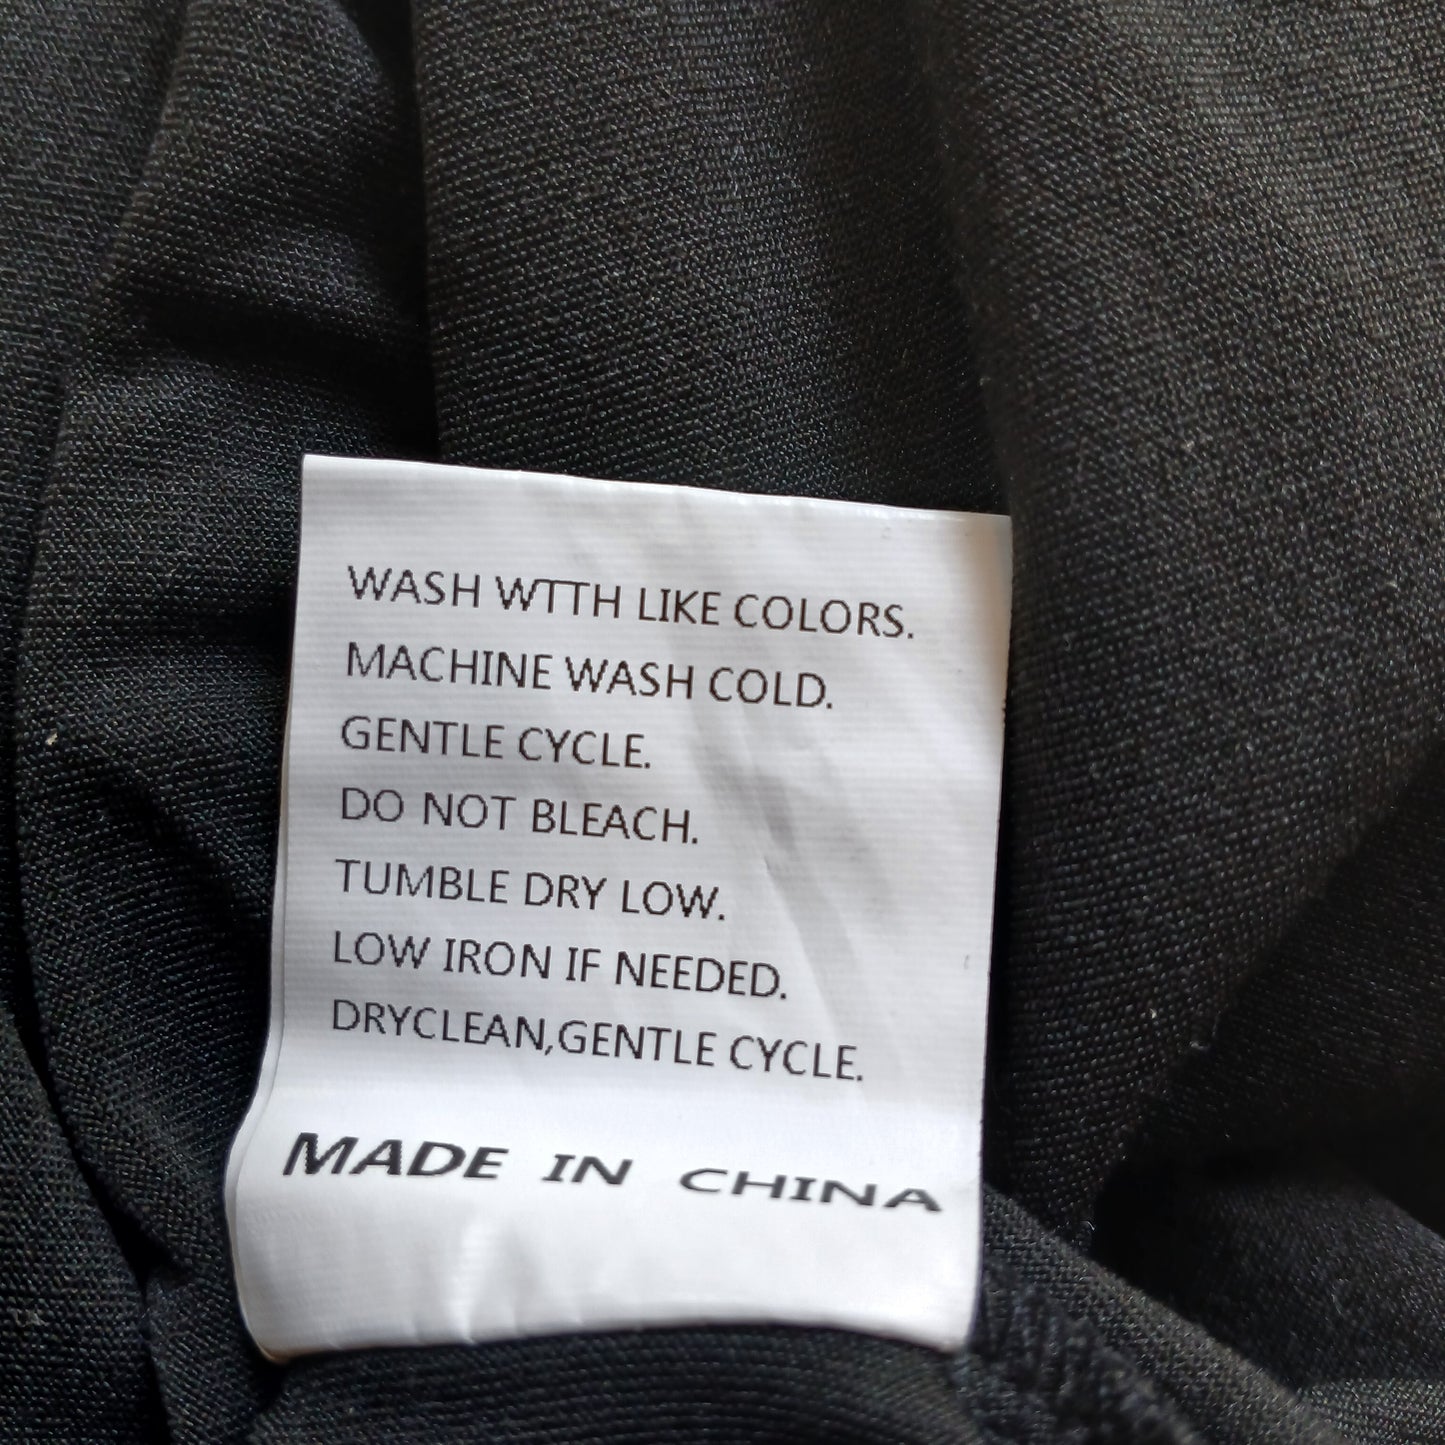 WASH WTTH LIKE COLORS.
MACHINE WASH COLD.
GENTLE CYCLE.
DO NOT BLEACH.
TUMBLE DRY LOW.
LOW IRON IF NEEDED.
DRYCLEAN,GENTLE CYCLE.
MADE IN CHINA